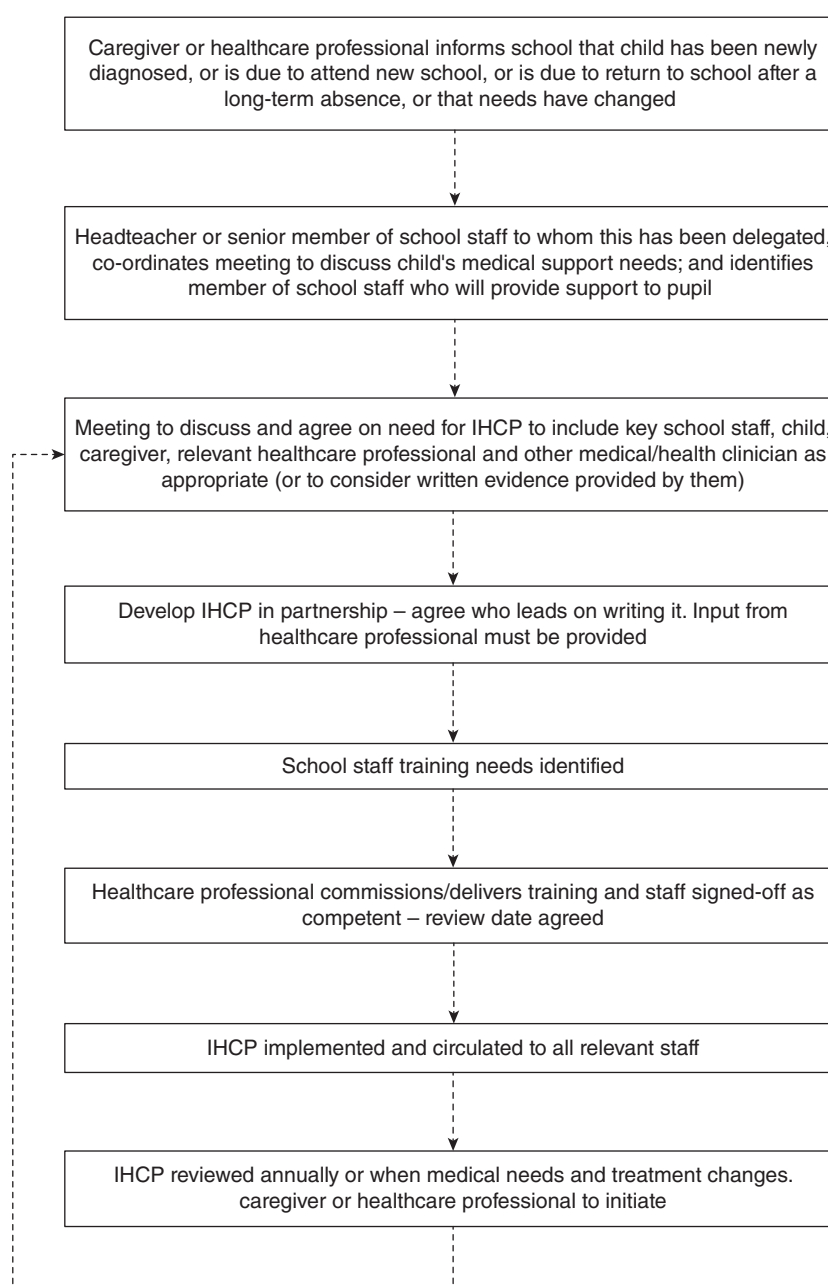 Caregiver or healthcare professional informs school that child has been newly
diagnosed, or is due to attend new school, or is due to return to school after a
long-term absence, or that needs have changed
Headteacher or senior member of school staff to whom this has been delegated,
co-ordinates meeting to discuss child's medical support needs; and identifies
member of school staff who will provide support to pupil
Meeting to discuss and agree on need for IHCP to include key school staff, child,
caregiver, relevant healthcare professional and other medical/health clinician as
appropriate (or to consider written evidence provided by them)
Develop IHCP in partnership – agree who leads on writing it. Input from
healthcare professional must be provided
School staff training needs identified
Healthcare professional commissions/delivers training and staff signed-off as
competent – review date agreed
IHCP implemented and circulated to all relevant staff
IHCP reviewed annually or when medical needs and treatment changes.
caregiver or healthcare professional to initiate